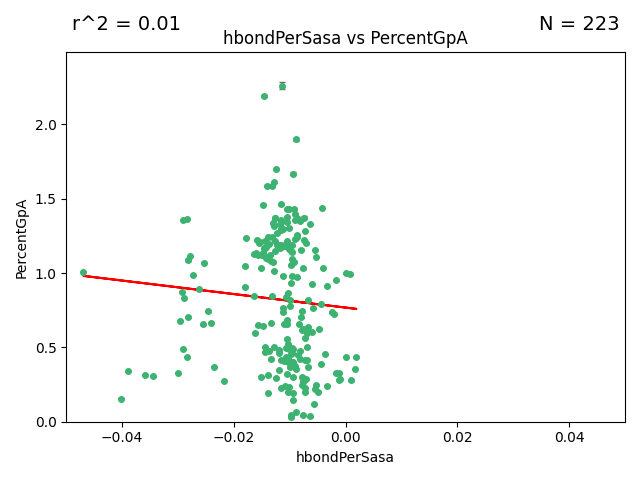 r^2 = 0.01
N = 223
hbondPerSasa vs PercentGpA
PercentGpA
2.0
1.5
1.0
0.5
0.0
−0.04
−0.02
0.00
0.02
0.04
hbondPerSasa